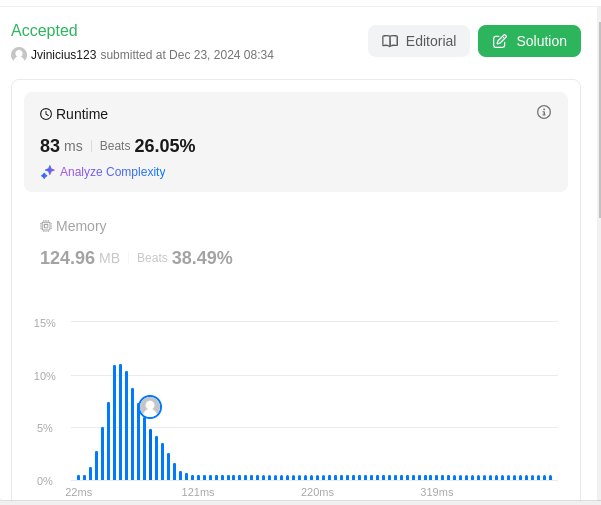 Accepted
Editorial
Solution
Jvinicius123 submitted at Dec 23, 2024 08:34
Runtime
83 ms Beats 26.05%
Analyze Complexity
Memory
124.96 MB Beats 38.49%
15%
10%
5%
0%
22ms 121ms 220ms 319ms